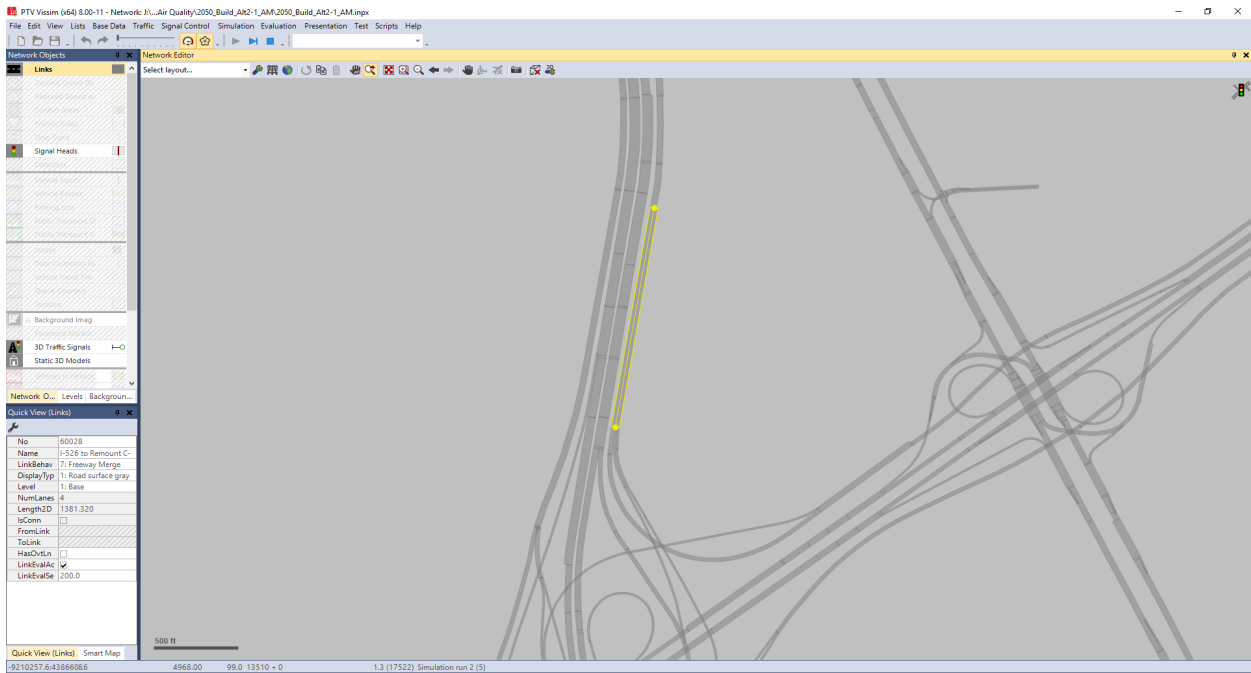 PTV Vissim (x64) 8.00-11 - Network: J:\...Air Quality\2050_Build_Alt2-1_AM\2050_Build_Alt2-1_AM.inpx
File Edit View Lists Base Data Traffic Signal Control Simulation Evaluation Presentation Test Scripts Help
Network Objects
Network Editor
Links
Select layout...
Signal Heads
Background Imag
3D Traffic Signals
Static 3D Models
Network O... Levels Backgroun...
Quick View (Links)
No 60028
Name I-526 to Remount C-
LinkBehav 7: Freeway Merge
DisplayTyp 1: Road surface gray
Level 1: Base
NumLanes 4
Length2D 1381.320
IsConn
FromLink
ToLink
HasOvtLn
LinkEvalAc
LinkEvalSe 200.0
500 ft
Quick View (Links) Smart Map
-9210257.6:4386608.6 4968.00 99.0 13510 + 0 1.3 (17522) Simulation run 2 (5)